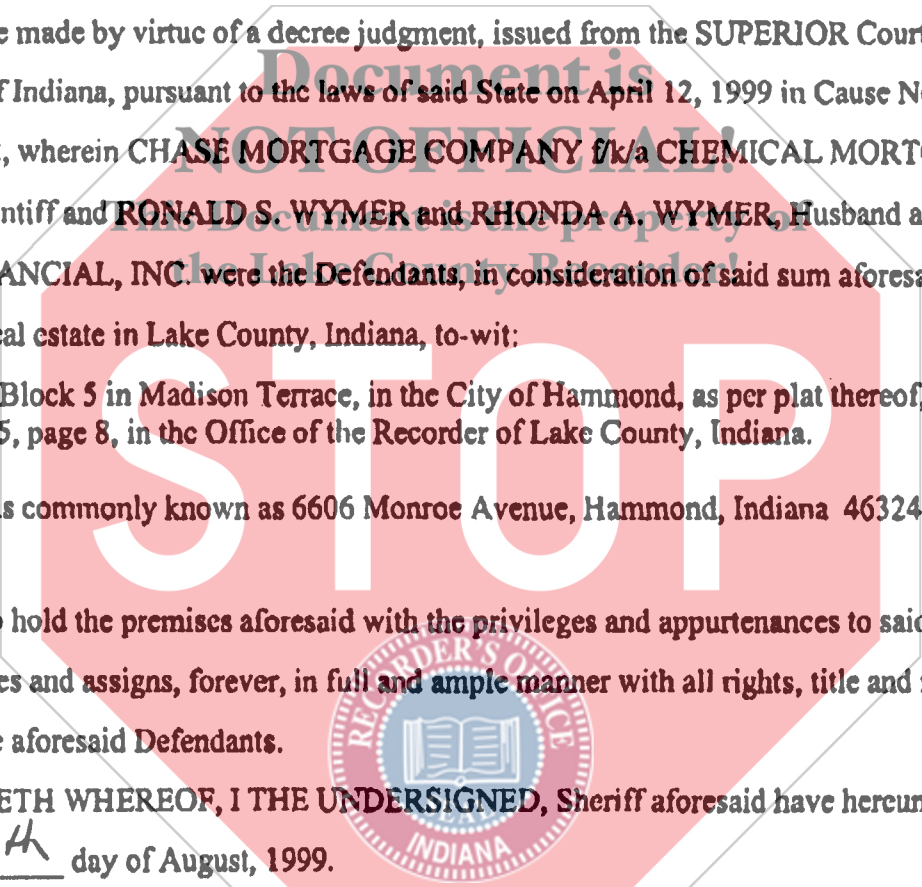 e made by virtue of a decree judgment, issued from the SUPERIOR Court
f Indiana, pursuant to the laws of said State on April 12, 1999 in Cause N
Document is
NOT OFFICIAL!
, wherein CHASE MORTGAGE COMPANY f/k/a CHEMICAL MORT
ntiff and RONALD S. WYMER and RHONDA A. WYMER, Husband a
This Document is the property of
the Lake County Recorder!
ANCIAL, INC. were the Defendants, in consideration of said sum aforesa
al estate in Lake County, Indiana, to-wit:
Block 5 in Madison Terrace, in the City of Hammond, as per plat thereof,
5, page 8, in the Office of the Recorder of Lake County, Indiana.
s commonly known as 6606 Monroe Avenue, Hammond, Indiana 46324
STOP
hold the premises aforesaid with the privileges and appurtenances to said
es and assigns, forever, in full and ample manner with all rights, title and
e aforesaid Defendants.
RECORDER'S OFFICE
SEAL
INDIANA
ETH WHEREOF, I THE UNDERSIGNED, Sheriff aforesaid have hereun
th day of August, 1999.